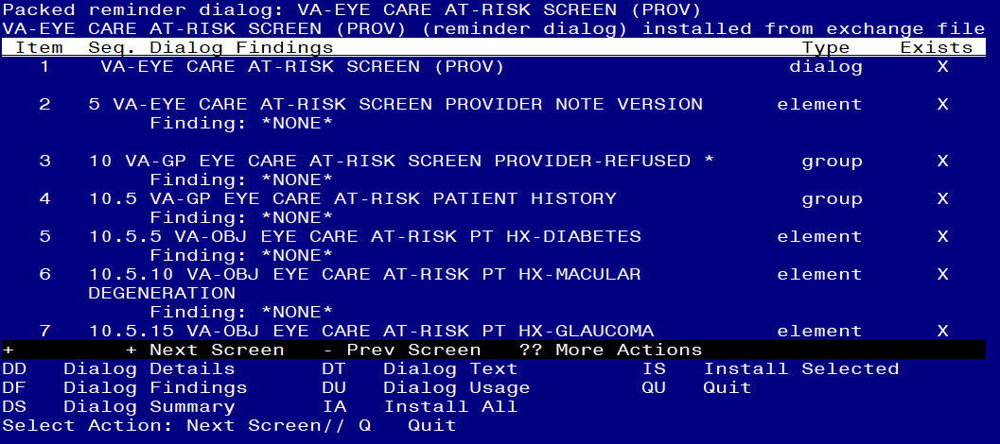 Packed reminder dialog: VA-EYE CARE AT-RISK SCREEN (PROV)
VA-EYE CARE AT-RISK SCREEN (PROV) (reminder dialog) installed from exchange file
Item  Seq. Dialog Findings  Type  Exists
1  VA-EYE CARE AT-RISK SCREEN (PROV)  dialog  X
2  5 VA-EYE CARE AT-RISK SCREEN PROVIDER NOTE VERSION  element  X
Finding: *NONE*
3  10 VA-GP EYE CARE AT-RISK SCREEN PROVIDER-REFUSED *  group  X
Finding: *NONE*
4  10.5 VA-GP EYE CARE AT-RISK PATIENT HISTORY  group  X
Finding: *NONE*
5  10.5.5 VA-OBJ EYE CARE AT-RISK PT HX-DIABETES  element  X
Finding: *NONE*
6  10.5.10 VA-OBJ EYE CARE AT-RISK PT HX-MACULAR  element  X
DEGENERATION
Finding: *NONE*
7  10.5.15 VA-OBJ EYE CARE AT-RISK PT HX-GLAUCOMA  element  X
+  + Next Screen  - Prev Screen  ?? More Actions
DD  Dialog Details  DT  Dialog Text  IS  Install Selected
DF  Dialog Findings  DU  Dialog Usage  QU  Quit
DS  Dialog Summary  IA  Install All
Select Action: Next Screen// Q  Quit